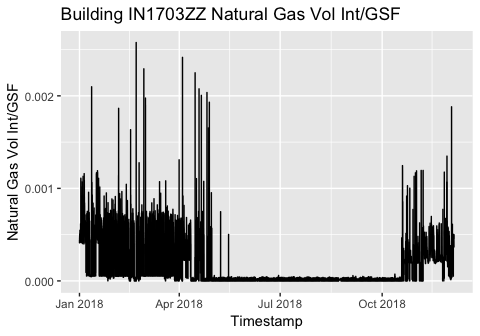 Building IN1703ZZ Natural Gas Vol Int/GSF
Natural Gas Vol Int/GSF
0.002
0.001
0.000
Jan 2018 Apr 2018 Jul 2018 Oct 2018
Timestamp